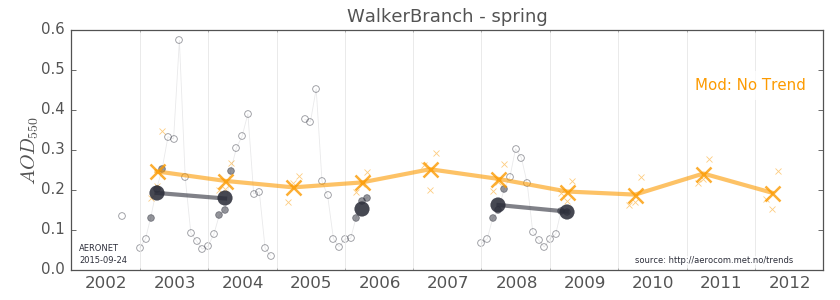 WalkerBranch - spring
0.6
0.5
0.4
0.3
0.2
0.1
0.0
AOD550
Mod: No Trend
AERONET
2015-09-24
source: http://aerocom.met.no/trends
2002 2003 2004 2005 2006 2007 2008 2009 2010 2011 2012